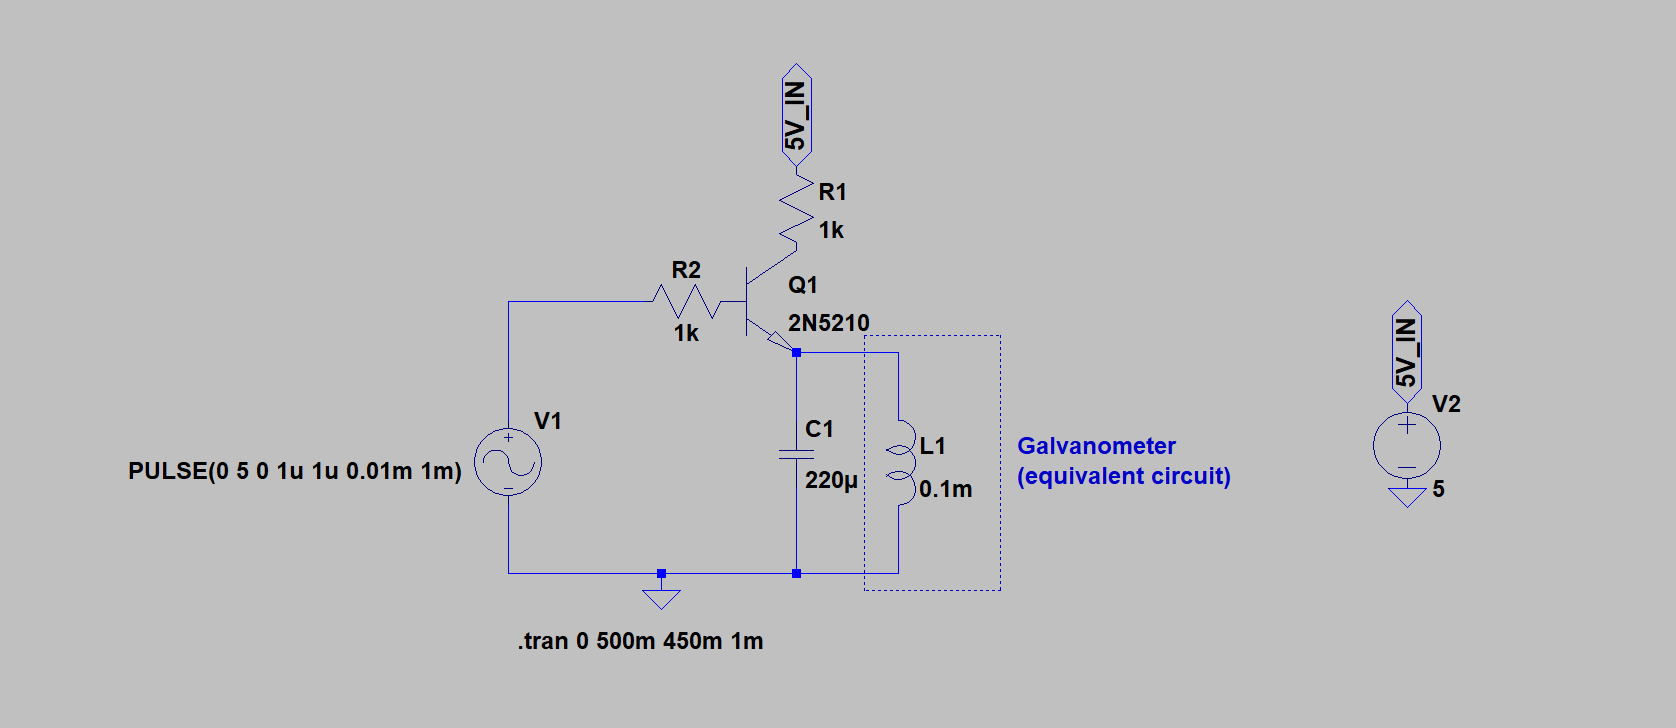 5V_IN
R1
1k
R2
1k
Q1
2N5210
V1
PULSE(0 5 0 1u 1u 0.01m 1m)
C1
220µ
L1
0.1m
Galvanometer
(equivalent circuit)
5V_IN
V2
5
.tran 0 500m 450m 1m